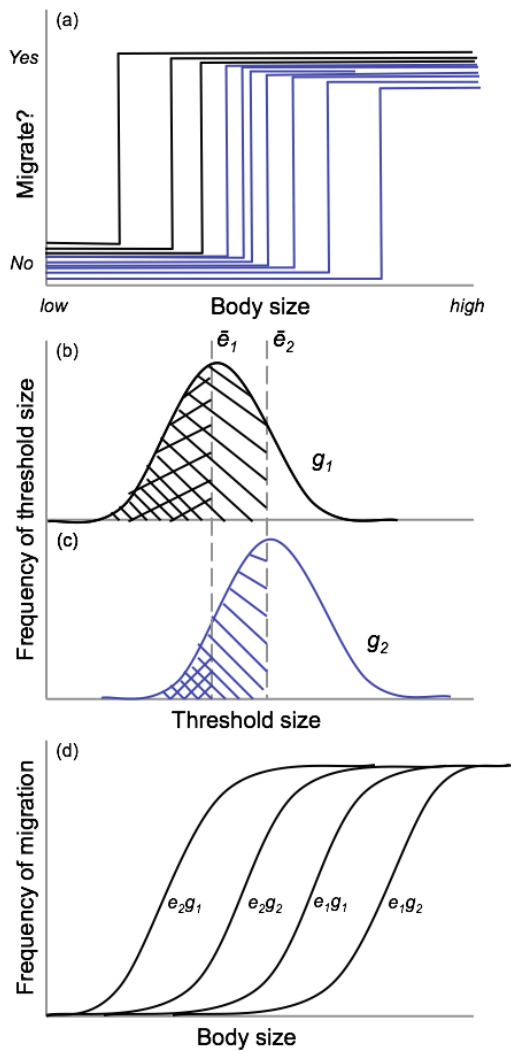 (a)
Yes
Migrate?
No
low
Body size
high
(b)
ē₁
ē₂
g₁
Frequency of threshold size
(c)
g₂
Threshold size
(d)
Frequency of migration
e₂g₁
e₂g₂
e₁g₁
e₁g₂
Body size